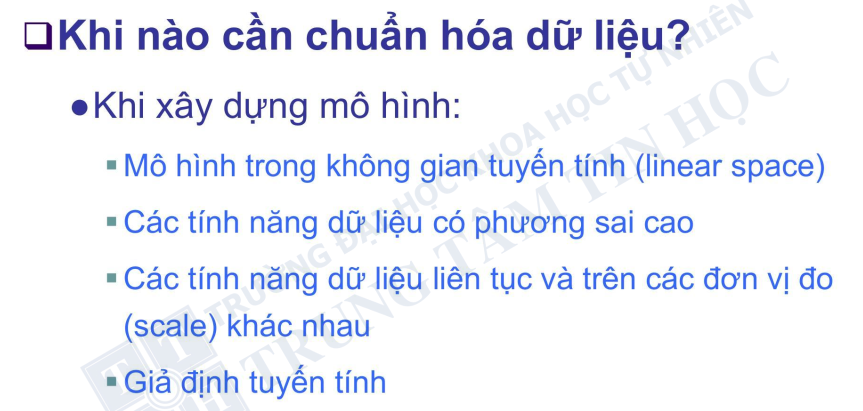 ❑Khi nào cần chuẩn hóa dữ liệu?
●Khi xây dựng mô hình:
▪Mô hình trong không gian tuyến tính (linear space)
▪Các tính năng dữ liệu có phương sai cao
▪Các tính năng dữ liệu liên tục và trên các đơn vị đo
(scale) khác nhau
▪Giả định tuyến tính
TRƯỜNG ĐẠI HỌC KHOA HỌC TỰ NHIÊN
TRUNG TÂM TIN HỌC